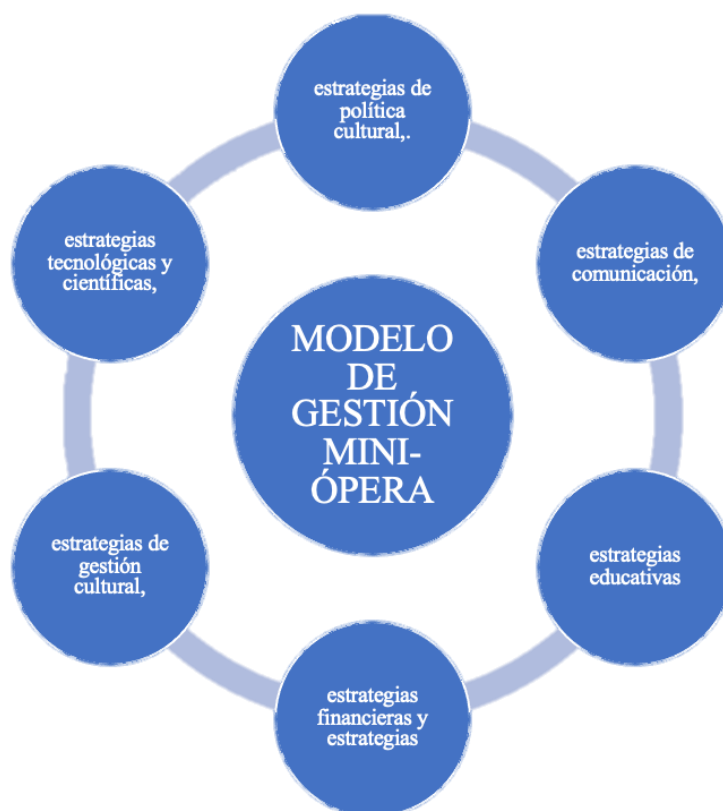 estrategias de
política
cultural,.
estrategias
tecnológicas y
científicas,
estrategias de
comunicación,
MODELO
DE
GESTIÓN
MINI-
ÓPERA
estrategias de
gestión
cultural,
estrategias
educativas
estrategias
financieras y
estrategias